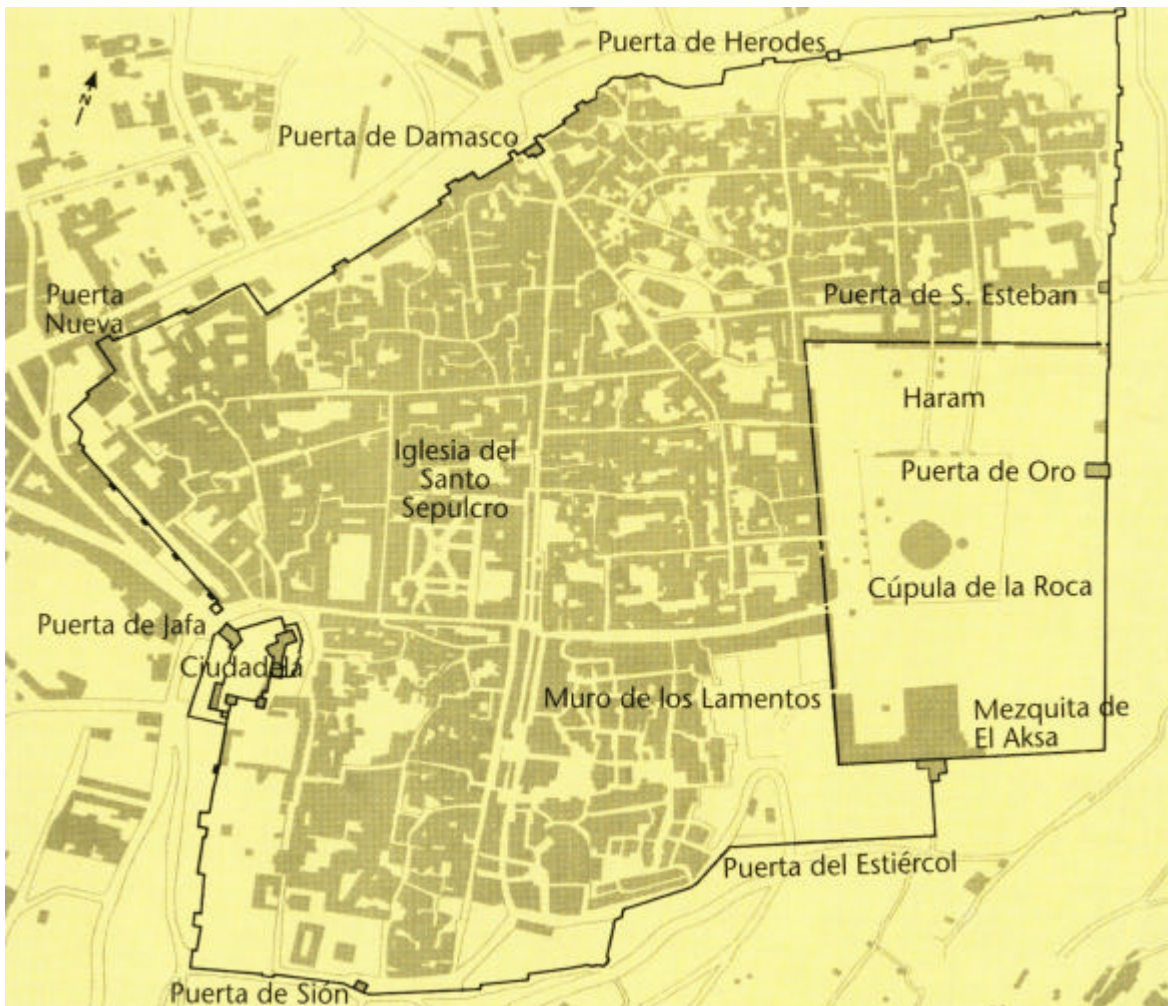 Puerta de Herodes
N
Puerta de Damasco
Puerta
Nueva
Puerta de S. Esteban
Haram
Puerta de Oro
Iglesia del
Santo
Sepulcro
Cúpula de la Roca
Puerta de Jafa
Ciudadela
Muro de los Lamentos
Mezquita de
El Aksa
Puerta del Estiércol
Puerta de Sión